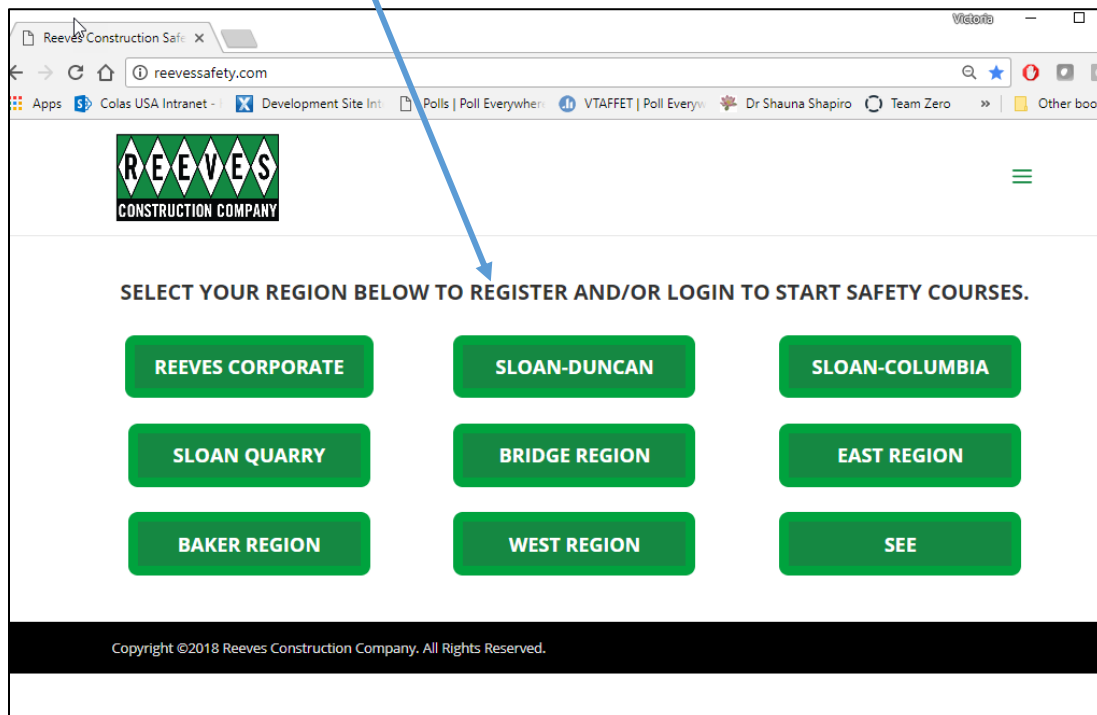 Victoria
Reeves Construction Safe
reevessafety.com
Apps Colas USA Intranet - Development Site Int Polls | Poll Everywher VTAFFET | Poll Everyw Dr Shauna Shapiro Team Zero » Other boo
REEVES
CONSTRUCTION COMPANY
SELECT YOUR REGION BELOW TO REGISTER AND/OR LOGIN TO START SAFETY COURSES.
REEVES CORPORATE SLOAN-DUNCAN SLOAN-COLUMBIA
SLOAN QUARRY BRIDGE REGION EAST REGION
BAKER REGION WEST REGION SEE
Copyright ©2018 Reeves Construction Company. All Rights Reserved.